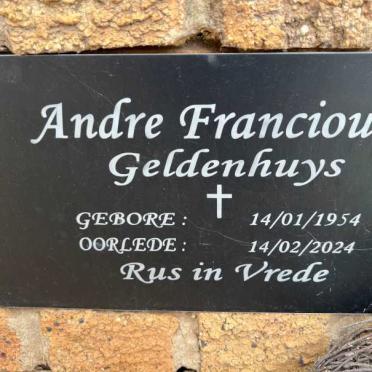 Andre Franciou
Geldenhuys
GEBORE : 14/01/1954
OORLEDE : 14/02/2024
Rus in Vrede